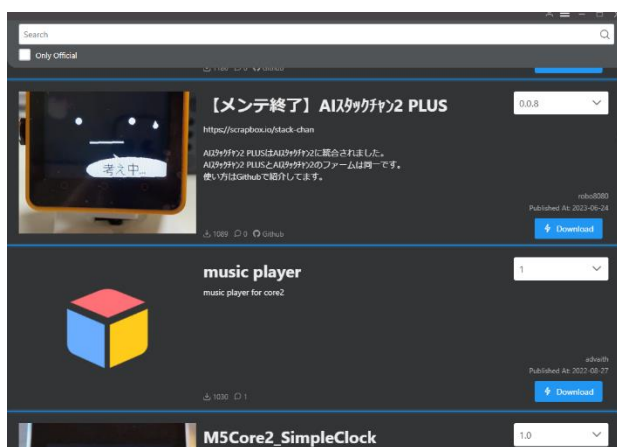 Search
Only Official
1180 0 Github
【メンテ終了】AIｽﾀｯｸﾁｬﾝ2 PLUS
0.0.8
https://scrapbox.io/stack-chan
AIｽﾀｯｸﾁｬﾝ2 PLUSはAIｽﾀｯｸﾁｬﾝ2に統合されました。
AIｽﾀｯｸﾁｬﾝ2 PLUSとAIｽﾀｯｸﾁｬﾝ2のファームは同一です。
使い方はGithubで紹介してます。
考え中...
robo8080
Published At: 2023-06-24
1089 0 Github
Download
music player
1
music player for core2
advaith
Published At: 2022-08-27
1030 1
Download
M5Core2_SimpleClock
1.0